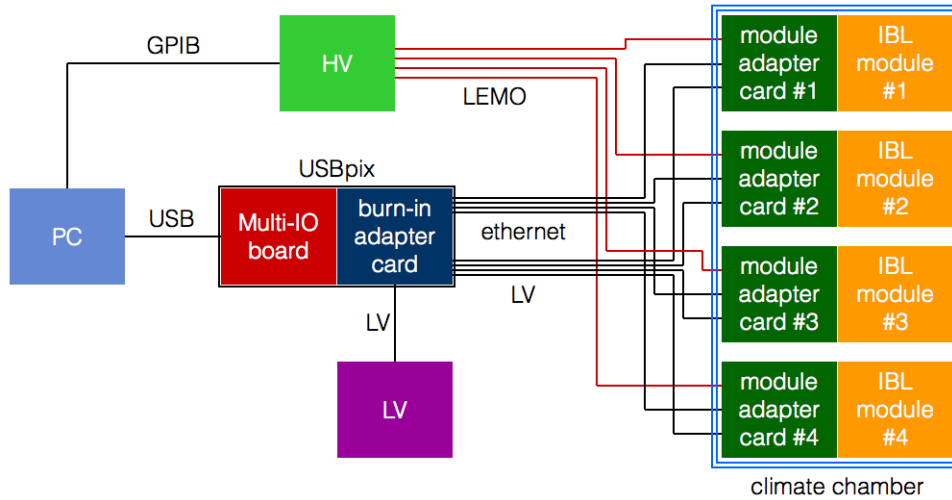 GPIB
HV
LEMO
USBpix
PC
USB
Multi-IO
board
burn-in
adapter
card
ethernet
LV
LV
LV
module
adapter
card #1
IBL
module
#1
module
adapter
card #2
IBL
module
#2
module
adapter
card #3
IBL
module
#3
module
adapter
card #4
IBL
module
#4
climate chamber